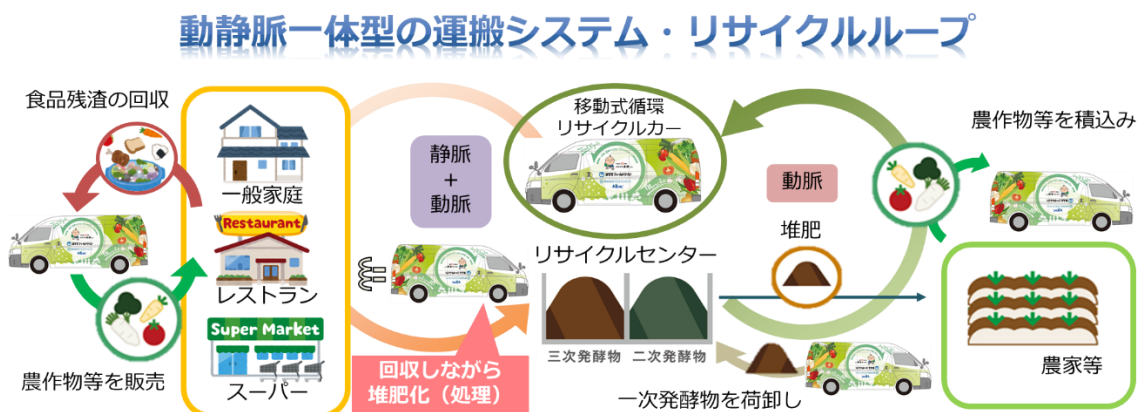 動静脈一体型の運搬システム・リサイクルループ
食品残渣の回収
一般家庭
Restaurant
レストラン
Super Market
スーパー
農作物等を販売
静脈
+
動脈
移動式循環
リサイクルカー
動脈
農作物等を積込み
リサイクルセンター
堆肥
三次発酵物
二次発酵物
回収しながら
堆肥化（処理）
一次発酵物を荷卸し
農家等